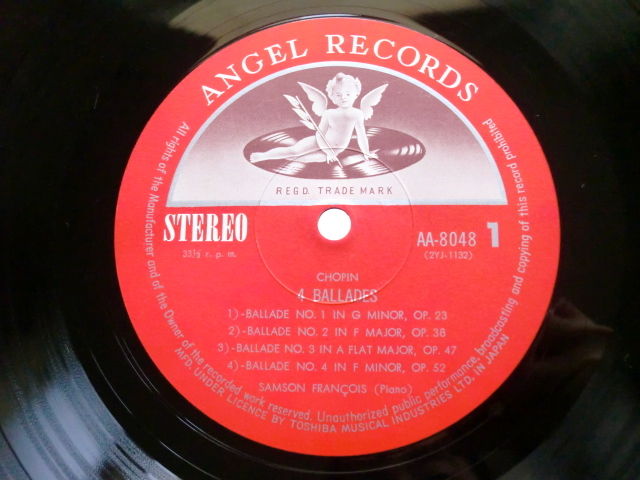 ANGEL RECORDS
REGD. TRADE MARK
STEREO
33⅓ r. p. m.
AA-8048 1
(2YJ-1132)
CHOPIN
4 BALLADES
1)-BALLADE NO. 1 IN G MINOR, OP. 23
2)-BALLADE NO. 2 IN F MAJOR, OP. 38
3)-BALLADE NO. 3 IN A FLAT MAJOR, OP. 47
4)-BALLADE NO. 4 IN F MINOR, OP. 52
SAMSON FRANÇOIS (Piano)
All rights of the Manufacturer and of the Owner of the recorded work reserved. Unauthorized public performance, broadcasting and copying of this record prohibited
MFD. UNDER LICENCE BY TOSHIBA MUSICAL INDUSTRIES LTD. IN JAPAN